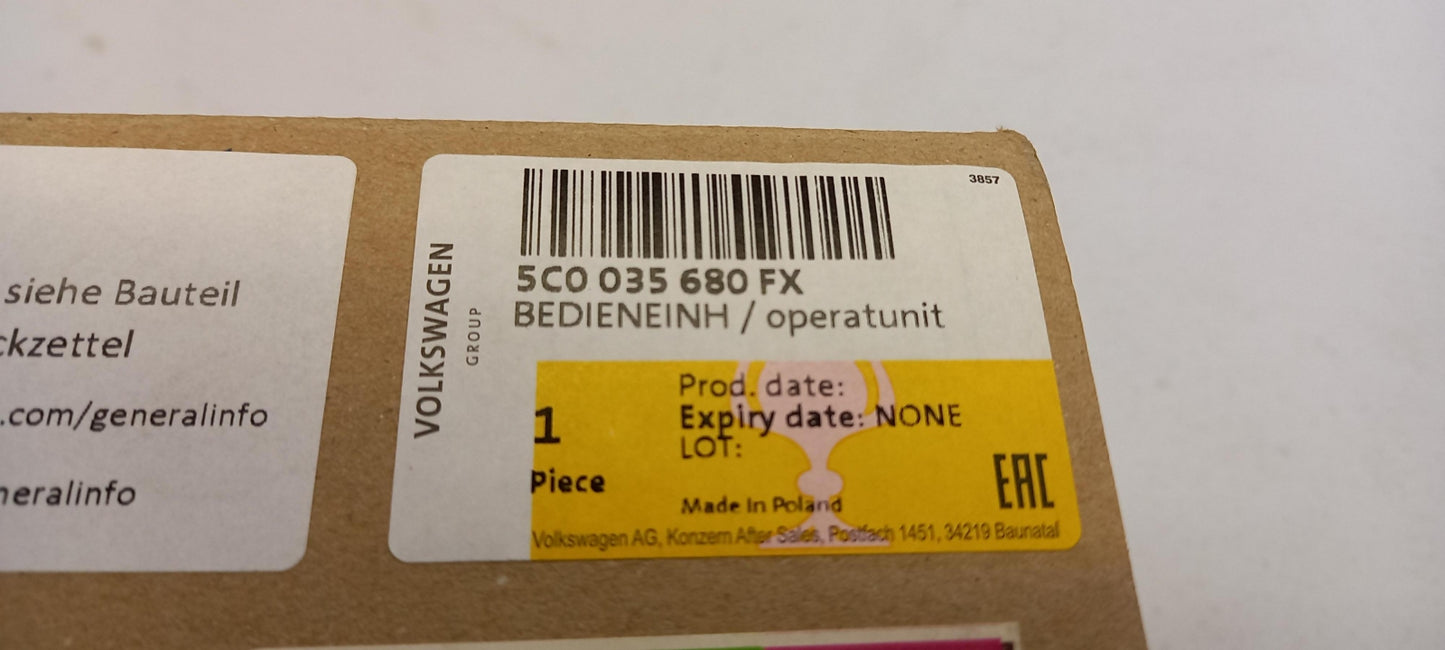 siehe Bauteil
ckzettel
.com/generalinfo
neralinfo
VOLKSWAGEN
GROUP
3857
5C0 035 680 FX
BEDIENEINH / operatunit
1
Piece
Prod. date:
Expiry date: NONE
LOT:
Made In Poland
EAC
Volkswagen AG, Konzern After Sales, Postfach 1451, 34219 Baunatal